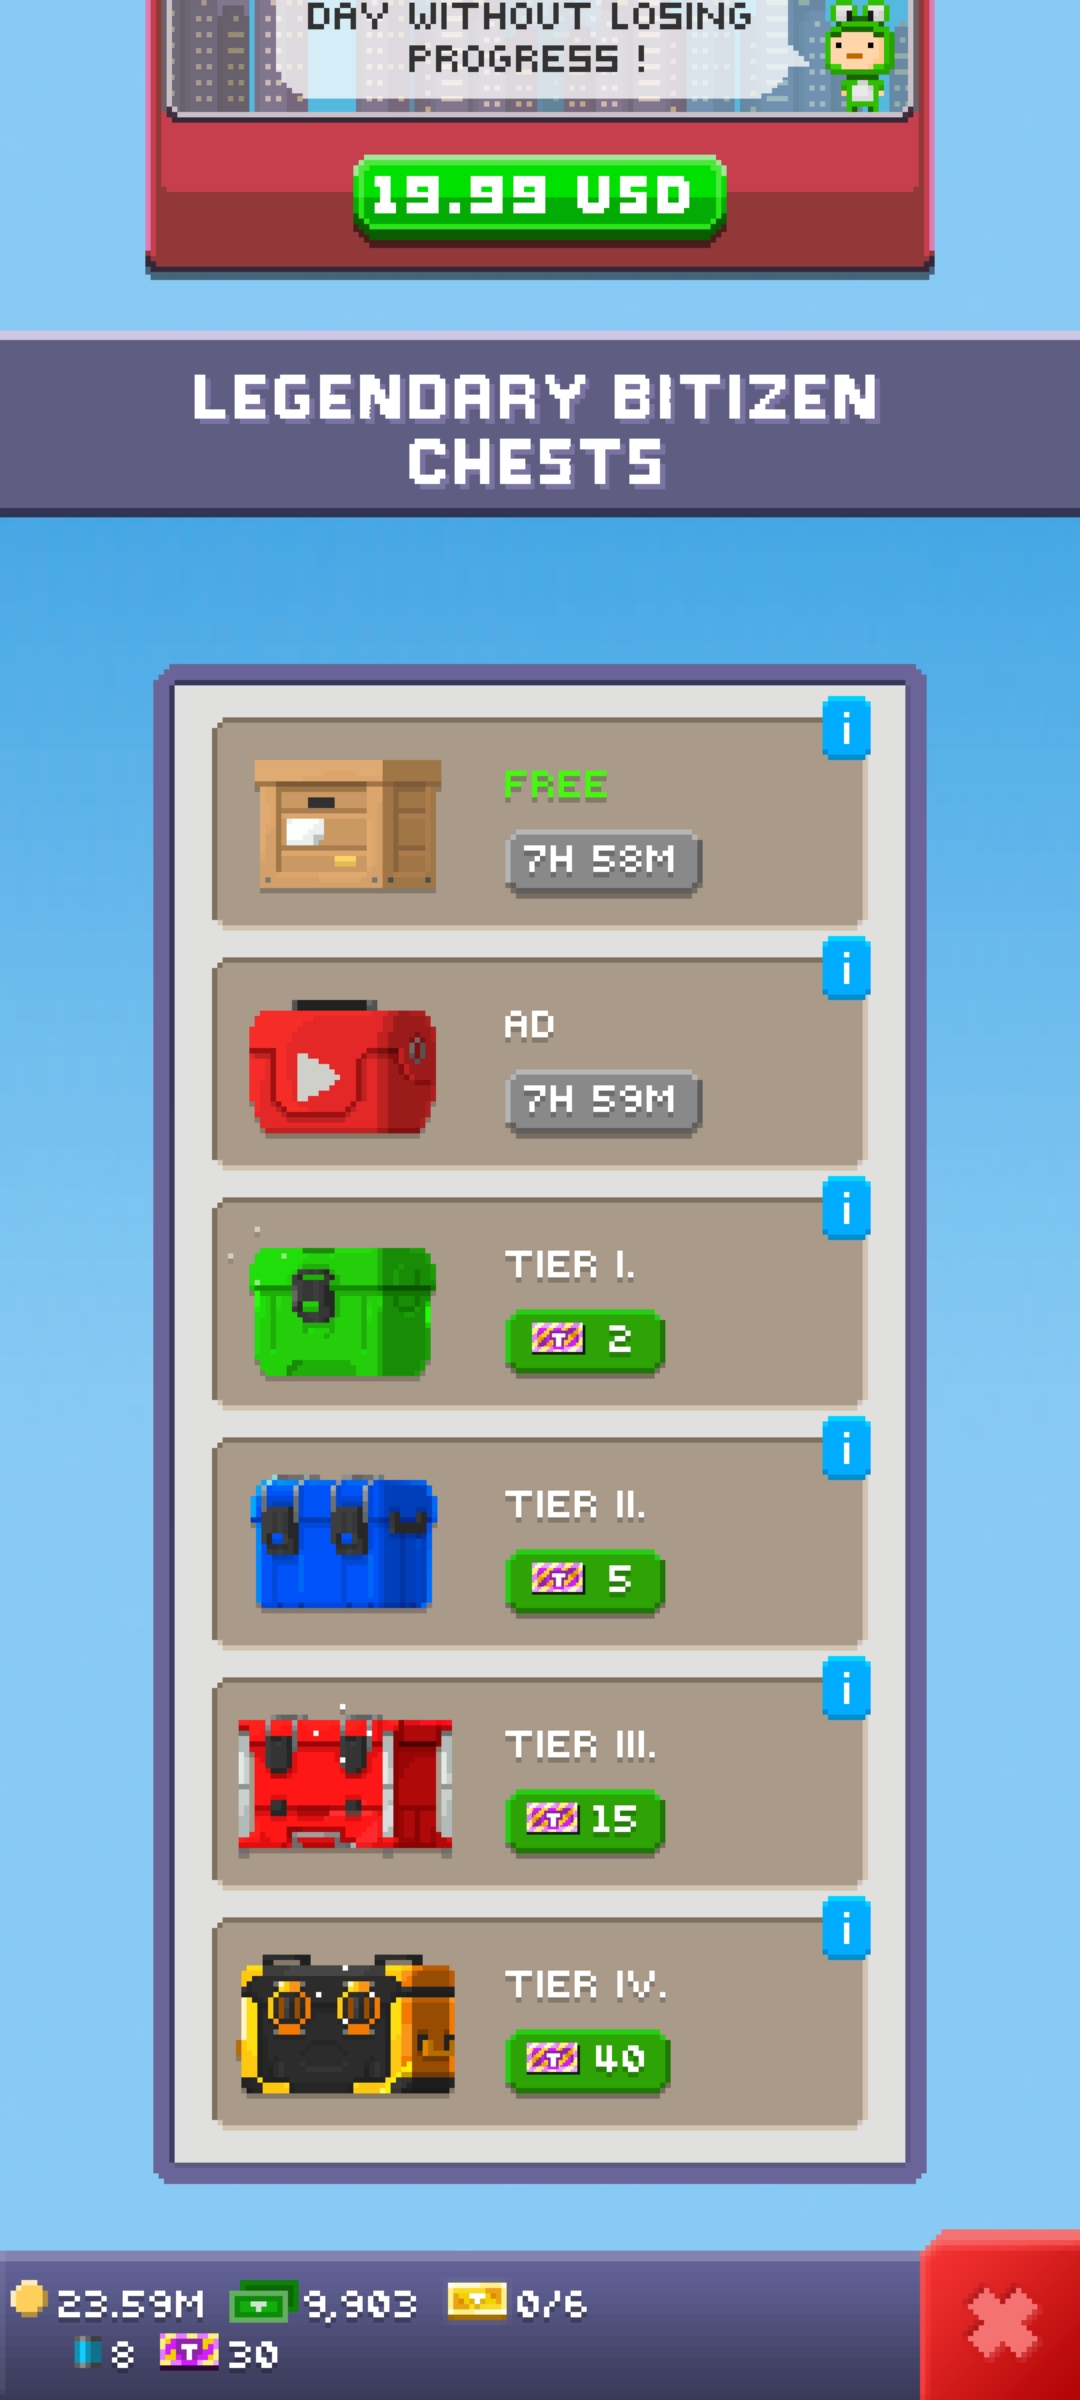 DAY WITHOUT LOSING
PROGRESS !
19.99 USD
LEGENDARY BITIZEN
CHESTS
i
FREE
7H 58M
i
AD
7H 59M
i
TIER I.
T 2
i
TIER II.
T 5
i
TIER III.
T 15
i
TIER IV.
T 40
23.59M 9,903 0/6
8 T 30